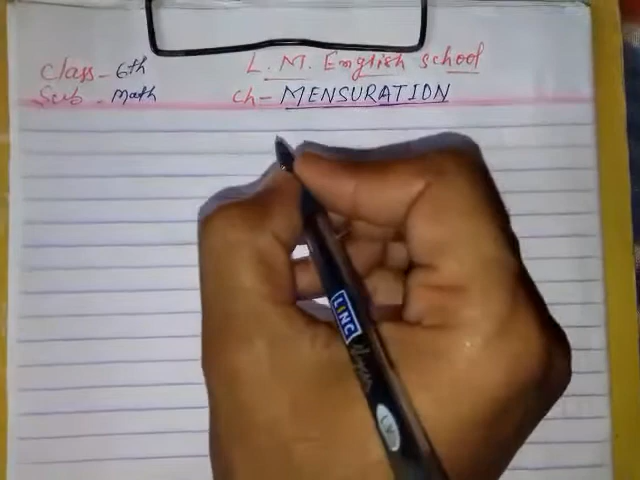 L. M. English school
Class - 6th
Sub - Math
Ch - MENSURATION
LINC